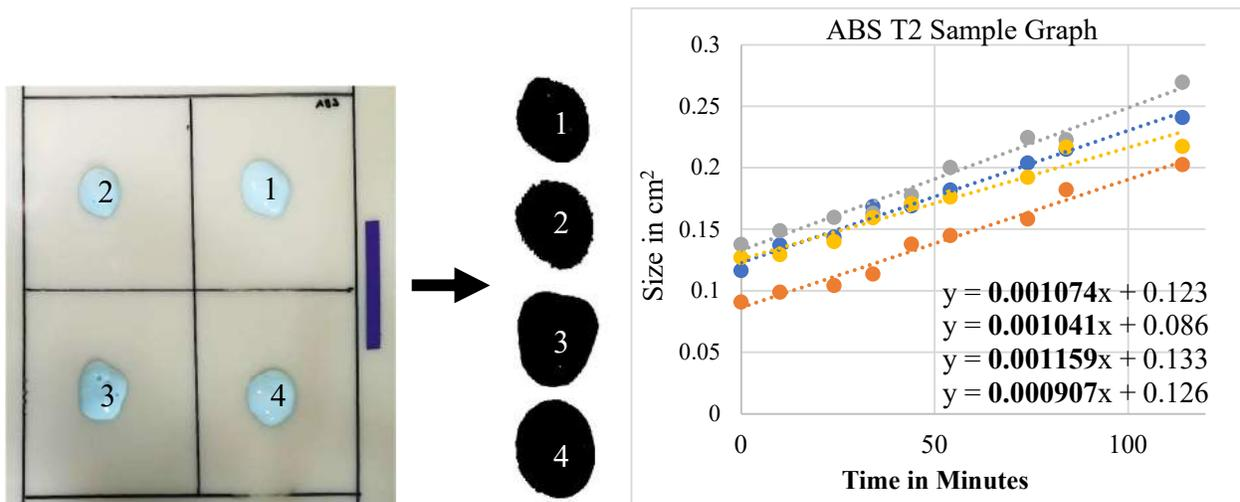 ABS
2
1
3
4
1
2
3
4
ABS T2 Sample Graph
Size in cm²
0.3
0.25
0.2
0.15
0.1
0.05
0
y = 0.001074x + 0.123
y = 0.001041x + 0.086
y = 0.001159x + 0.133
y = 0.000907x + 0.126
0 50 100
Time in Minutes